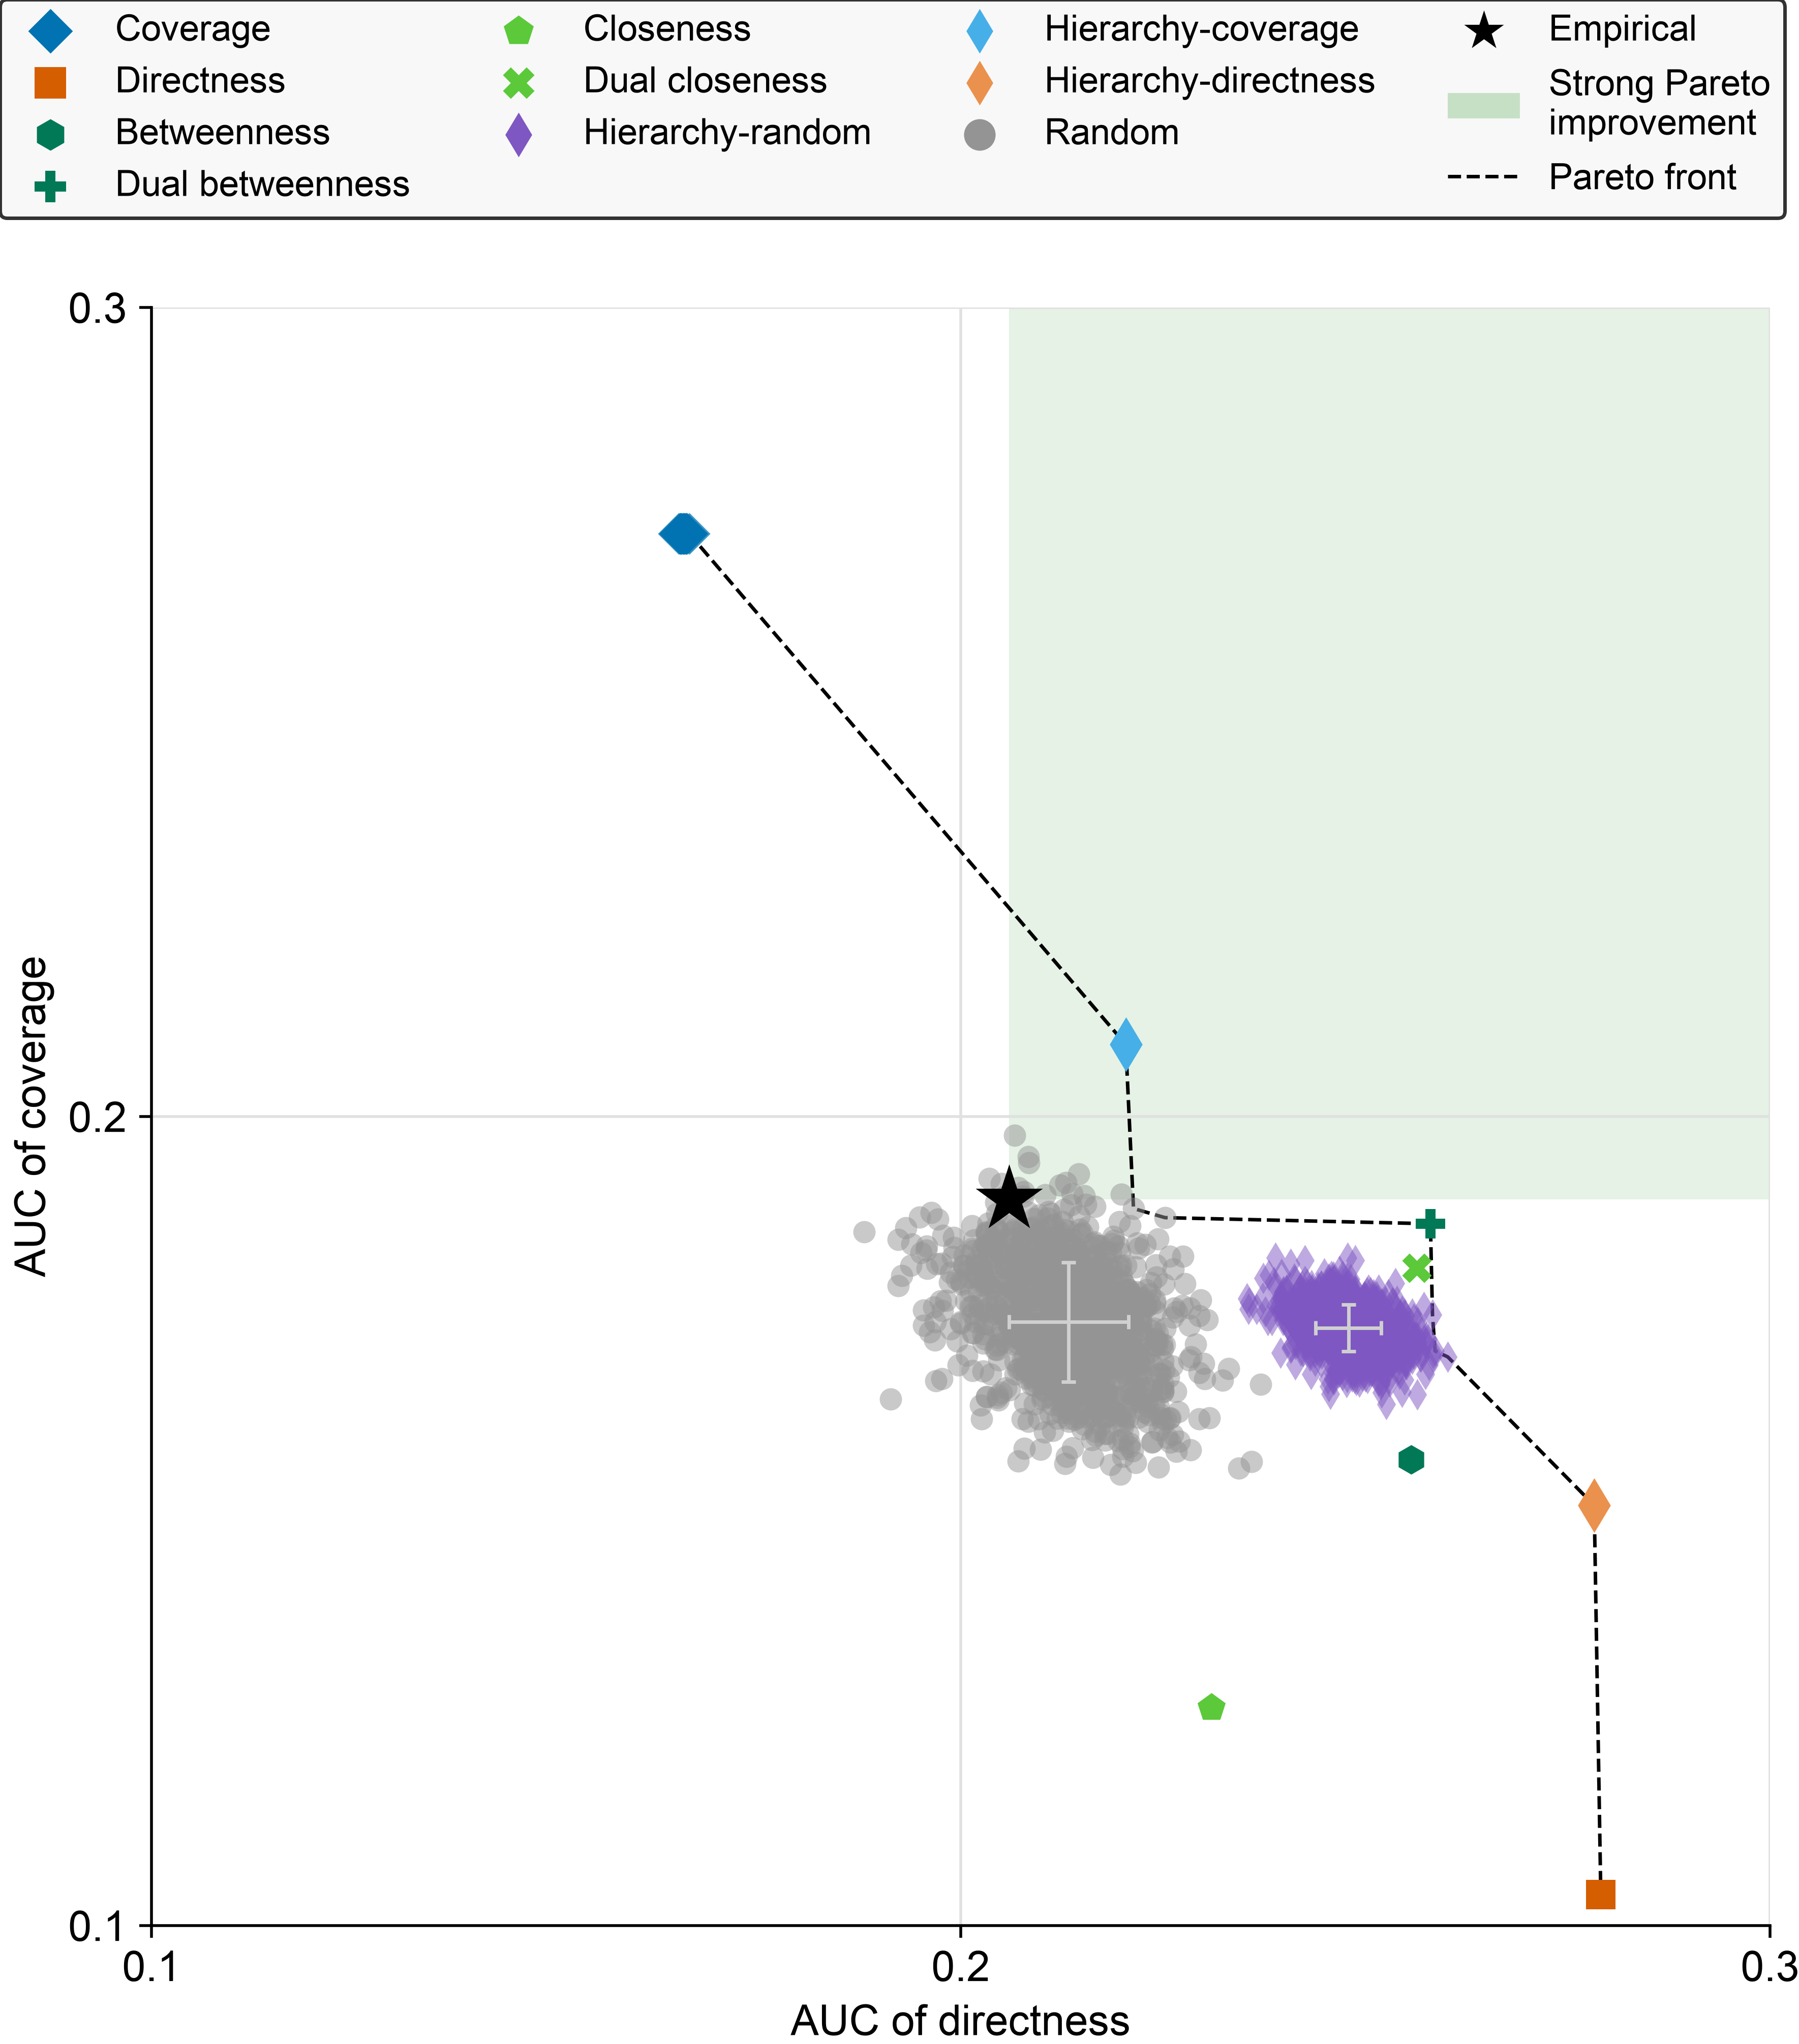 Coverage
Directness
Betweenness
Dual betweenness
Closeness
Dual closeness
Hierarchy-random
Hierarchy-coverage
Hierarchy-directness
Random
Empirical
Strong Pareto
improvement
Pareto front
0.3
0.2
0.1
AUC of coverage
0.1
0.2
0.3
AUC of directness